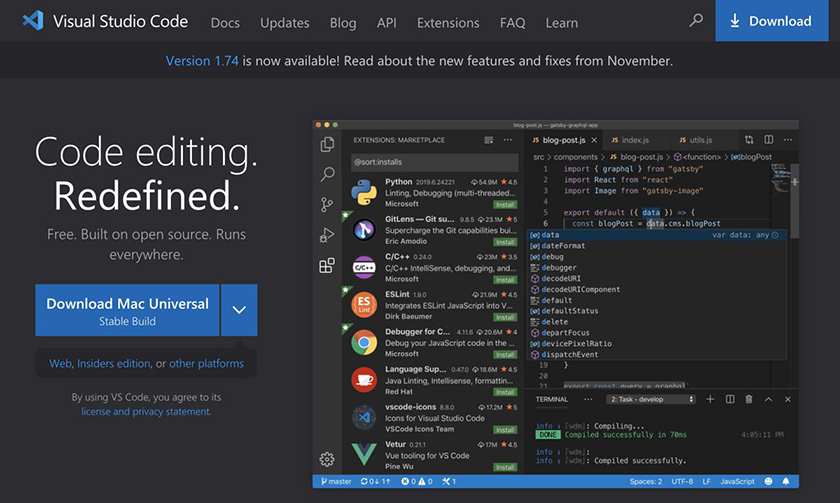 Visual Studio Code Docs Updates Blog API Extensions FAQ Learn Download
Version 1.74 is now available! Read about the new features and fixes from November.
Code editing.
Redefined.
Free. Built on open source. Runs
everywhere.
Download Mac Universal
Stable Build
Web, Insiders edition, or other platforms
By using VS Code, you agree to its
license and privacy statement.
blog-post.js — gatsby-graphql-app
EXTENSIONS: MARKETPLACE
@sort:installs
Python 2019.6.24221 54.9M 4.5
Linting, Debugging (multi-threaded...
Microsoft Install
GitLens — Git su... 9.8.5 23.1M 5
Supercharge the Git capabilities bui...
Eric Amodio Install
C/C++ 0.24.0 23M 3.5
C/C++ IntelliSense, debugging, and...
Microsoft Install
ESLint 1.9.0 21.9M 4.5
Integrates ESLint JavaScript into V...
Dirk Baeumer Install
Debugger for C... 4.11.6 20.6M 4
Debug your JavaScript code in the...
Microsoft Install
Language Sup... 0.47.0 18.6M 4.5
Java Linting, Intellisense, formattin...
Red Hat Install
vscode-icons 8.8.0 17.2M 5
Icons for Visual Studio Code
VSCode Icons Team Install
Vetur 0.21.1 17M 4.5
Vue tooling for VS Code
Pine Wu Install
JS blog-post.js JS index.js JS utils.js
src > components > JS blog-post.js > <function> > blogPost
1 import { graphql } from "gatsby"
2 import React from "react"
3 import Image from "gatsby-image"
4
5 export default ({ data }) => {
6 const blogPost = data.cms.blogPost
data var data: any
dateFormat
debug
debugger
decodeURI
decodeURIComponent
default
defaultStatus
delete
departFocus
devicePixelRatio
dispatchEvent
}
export const query = graphql`
TERMINAL ... 2: Task - develop
info : [wdm]: Compiling...
DONE Compiled successfully in 70ms 4:05:11 PM
info : [wdm]:
info : [wdm]: Compiled successfully.
master 0↓ 1↑ 0 0 1 Spaces: 2 UTF-8 LF JavaScript